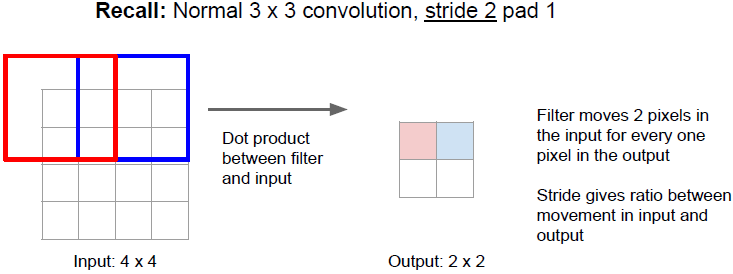 Recall: Normal 3 x 3 convolution, stride 2 pad 1
Dot product
between filter
and input
Filter moves 2 pixels in
the input for every one
pixel in the output
Stride gives ratio between
movement in input and
output
Input: 4 x 4
Output: 2 x 2